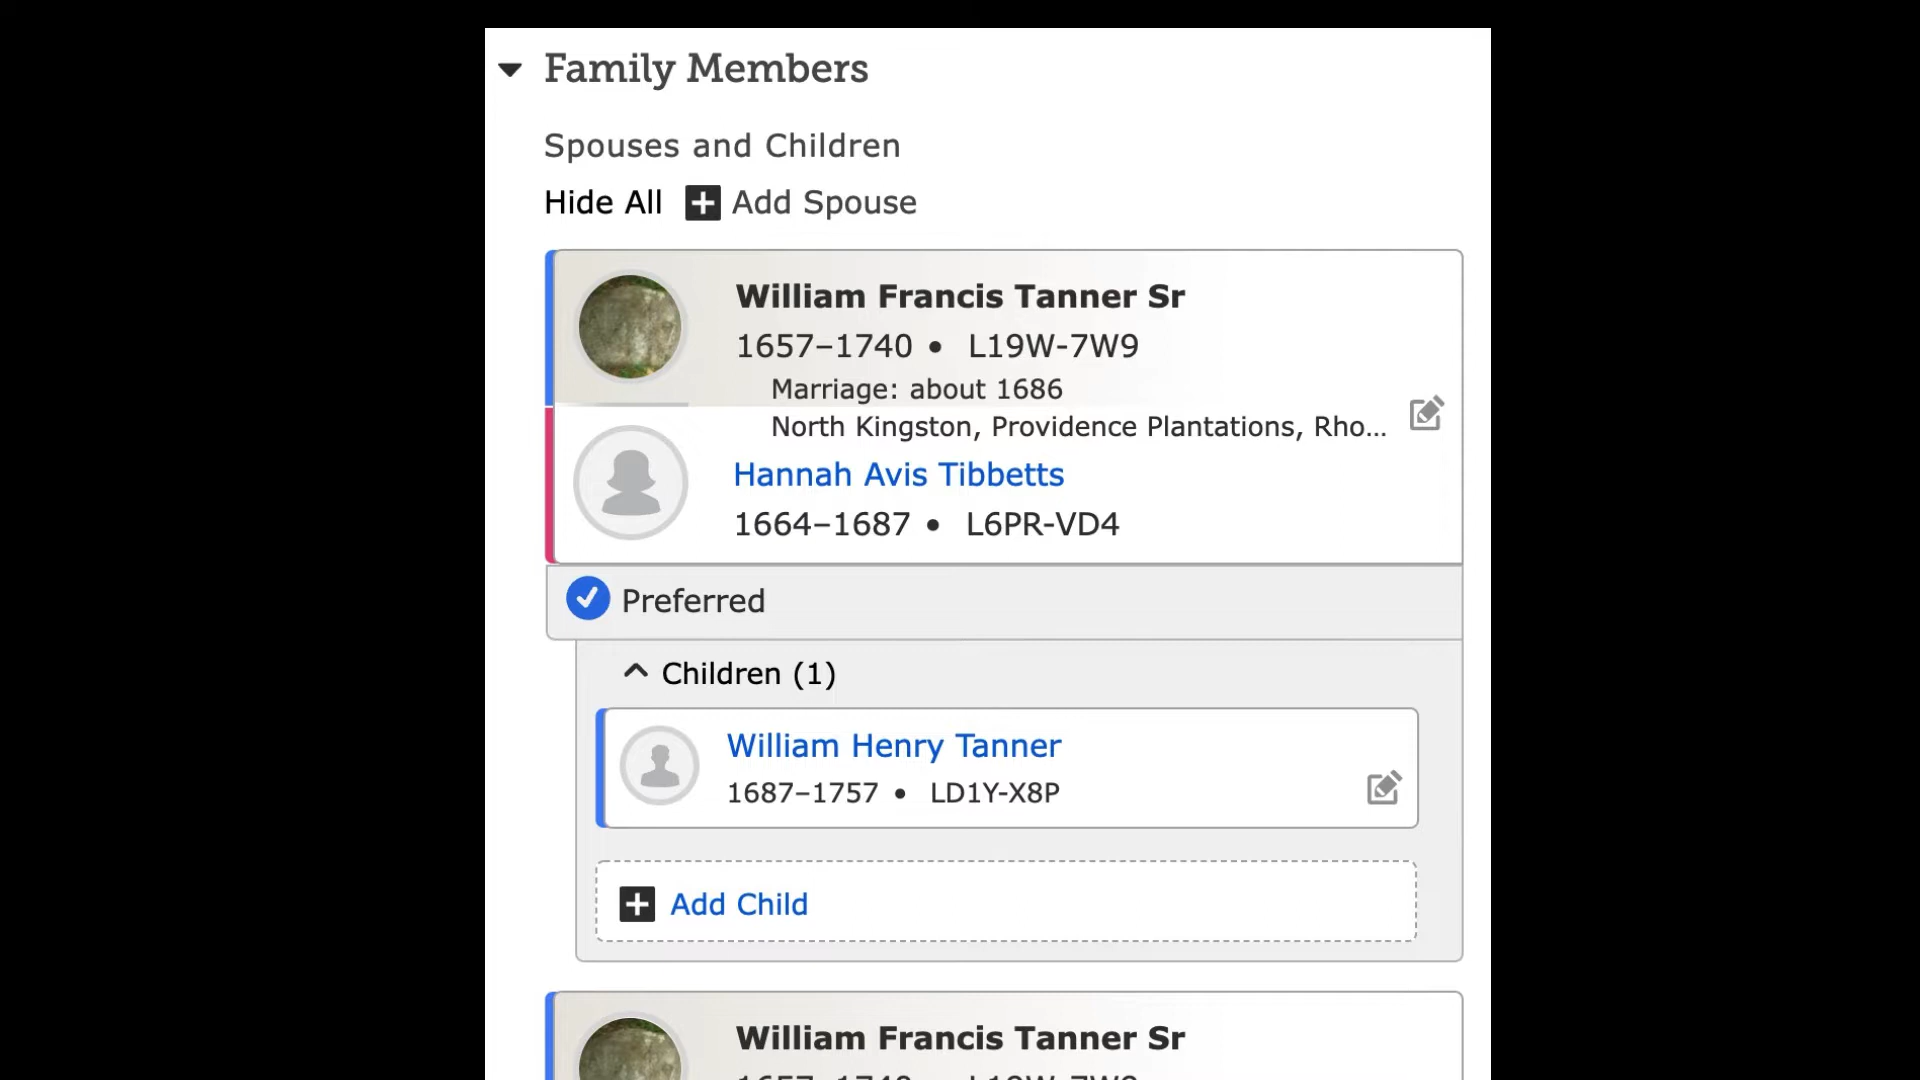 Family Members
Spouses and Children
Hide All Add Spouse
William Francis Tanner Sr
1657–1740 • L19W-7W9
Marriage: about 1686
North Kingston, Providence Plantations, Rho...
Hannah Avis Tibbetts
1664–1687 • L6PR-VD4
Preferred
Children (1)
William Henry Tanner
1687–1757 • LD1Y-X8P
Add Child
William Francis Tanner Sr